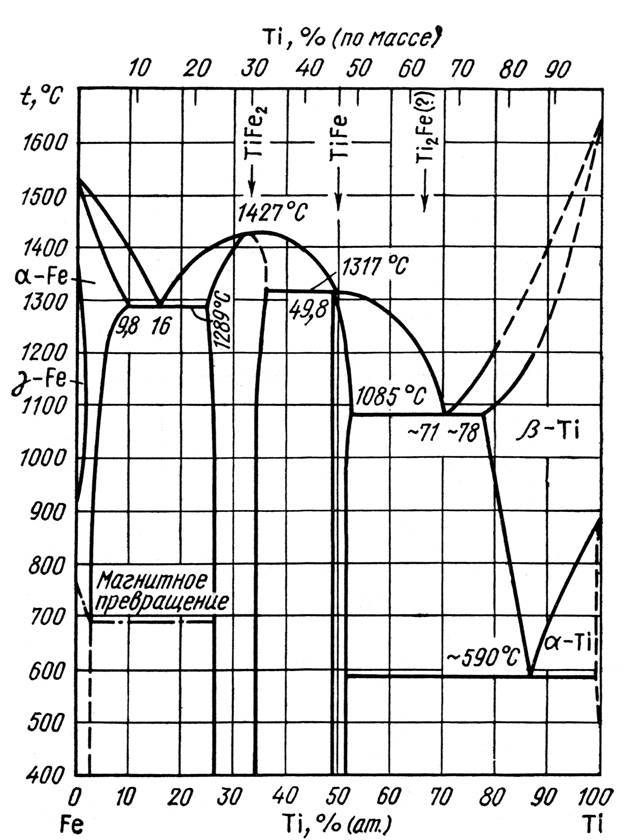 Ti, % (по массе)
10 20 30 40 50 60 70 80 90
t, °C
1600
1500
1400
1300
1200
1100
1000
900
800
700
600
500
400
TiFe₂
TiFe
Ti₂Fe(?)
1427°C
1317 °C
α-Fe
49,8
9,8 16
1289°C
γ-Fe
1085 °C
~71 ~78
β-Ti
Магнитное
превращение
α-Ti
~590°C
0 10 20 30 40 50 60 70 80 90 100
Fe Ti, % (ат.) Ti